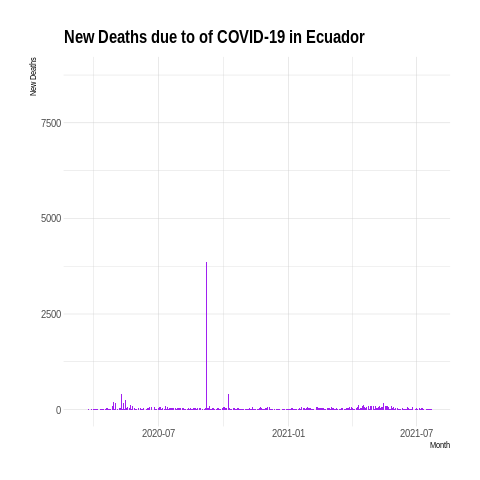 New Deaths due to of COVID-19 in Ecuador
New Deaths
7500
5000
2500
0
2020-07
2021-01
2021-07
Month